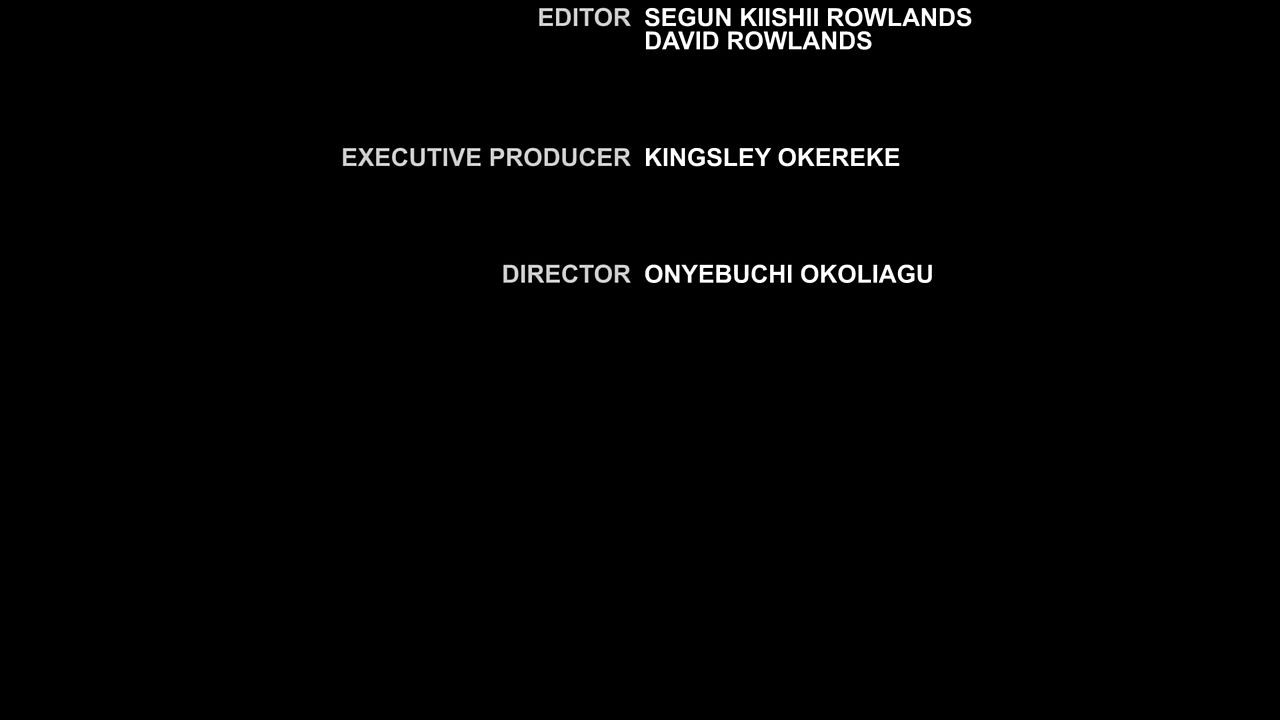 EDITOR SEGUN KIISHII ROWLANDS
DAVID ROWLANDS
EXECUTIVE PRODUCER KINGSLEY OKEREKE
DIRECTOR ONYEBUCHI OKOLIAGU